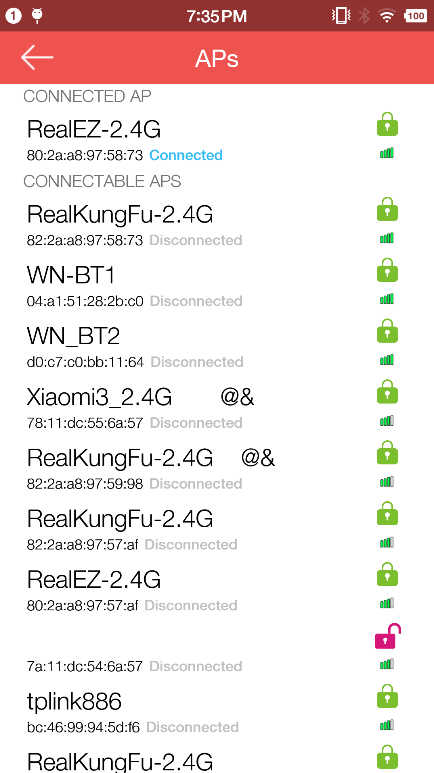 1 7:35 PM 100
APs
CONNECTED AP
RealEZ-2.4G
80:2a:a8:97:58:73 Connected
CONNECTABLE APS
RealKungFu-2.4G
82:2a:a8:97:58:73 Disconnected
WN-BT1
04:a1:51:28:2b:c0 Disconnected
WN_BT2
d0:c7:c0:bb:11:64 Disconnected
Xiaomi3_2.4G @&
78:11:dc:55:6a:57 Disconnected
RealKungFu-2.4G @&
82:2a:a8:97:59:98 Disconnected
RealKungFu-2.4G
82:2a:a8:97:57:af Disconnected
RealEZ-2.4G
80:2a:a8:97:57:af Disconnected
7a:11:dc:54:6a:57 Disconnected
tplink886
bc:46:99:94:5d:f6 Disconnected
RealKungFu-2.4G